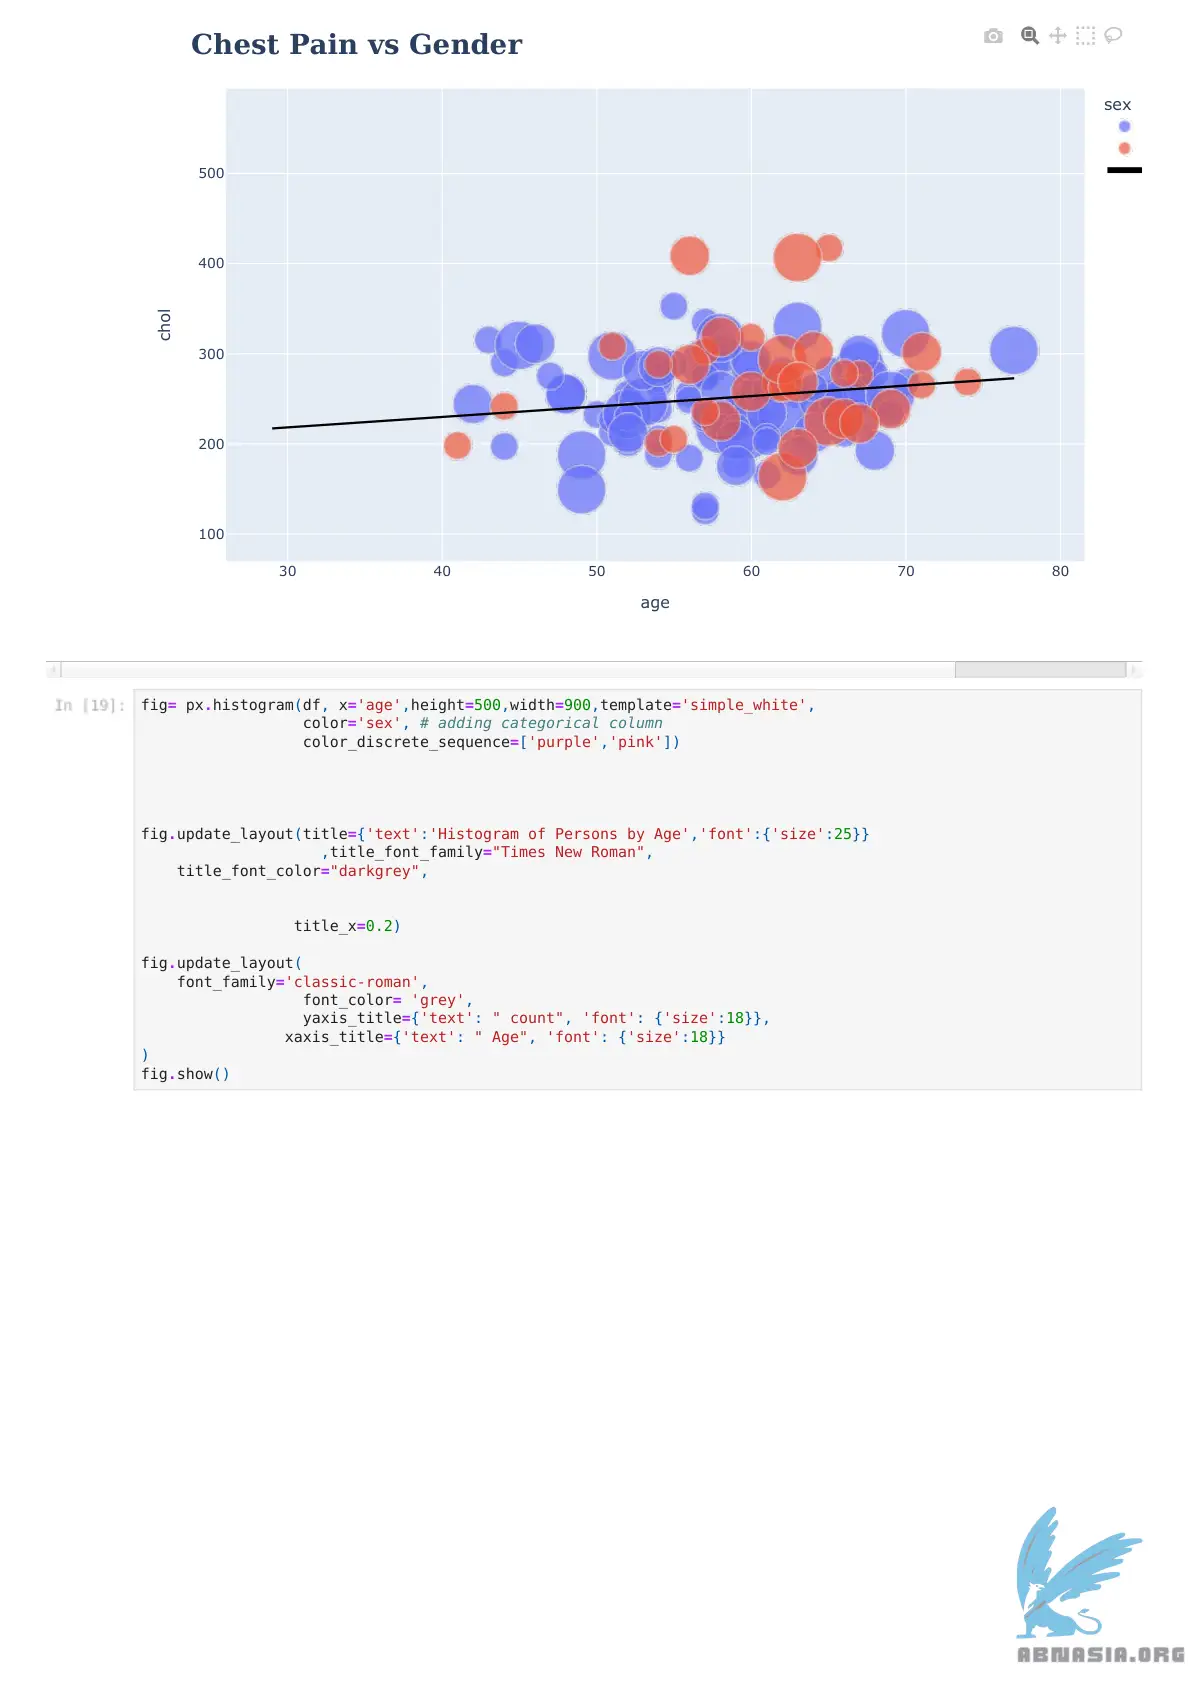 Chest Pain vs Gender
sex
500
400
300
200
100
chol
30 40 50 60 70 80
age
In [19]:
fig= px.histogram(df, x='age',height=500,width=900,template='simple_white',
color='sex', # adding categorical column
color_discrete_sequence=['purple','pink'])
fig.update_layout(title={'text':'Histogram of Persons by Age','font':{'size':25}}
,title_font_family="Times New Roman",
title_font_color="darkgrey",
title_x=0.2)
fig.update_layout(
font_family='classic-roman',
font_color= 'grey',
yaxis_title={'text': " count", 'font': {'size':18}},
xaxis_title={'text': " Age", 'font': {'size':18}}
)
fig.show()
ABNASIA.ORG